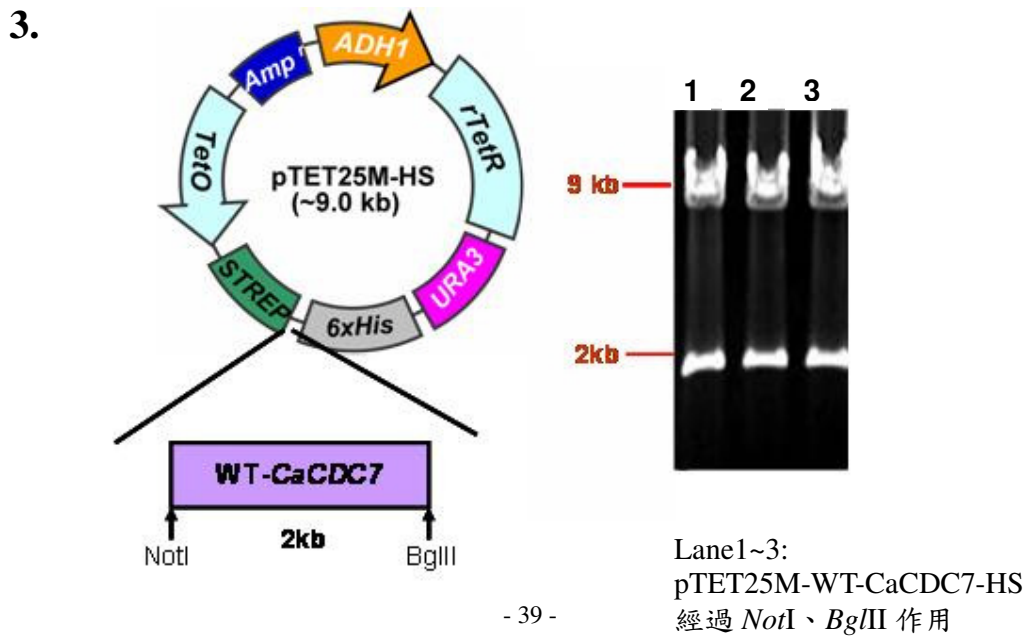 3.
ADH1
Amp r
rTetR
TetO
pTET25M-HS
(~9.0 kb)
URA3
STREP
6xHis
WT-CaCDC7
NotI
2kb
BglII
1 2 3
9 kb
2kb
Lane1~3:
pTET25M-WT-CaCDC7-HS
經過 NotI、BglII 作用
- 39 -